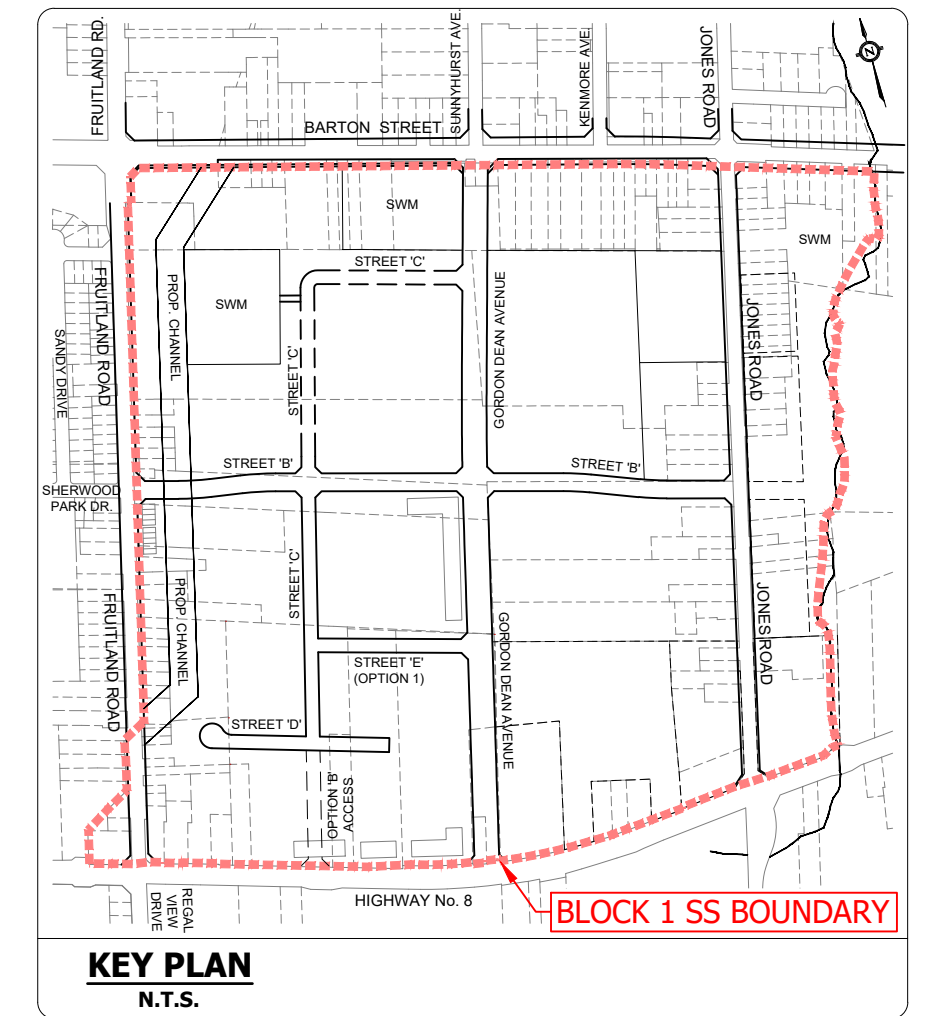 FRUITLAND RD.
SUNNYHURST AVE.
KENMORE AVE.
JONES ROAD
N
BARTON STREET
SWM
SWM
STREET 'C'
SWM
FRUITLAND ROAD
SANDY DRIVE
PROP. CHANNEL
STREET 'C'
GORDON DEAN AVENUE
JONES ROAD
STREET 'B'
STREET 'B'
SHERWOOD
PARK DR.
STREET 'C'
PROP. CHANNEL
FRUITLAND ROAD
GORDON DEAN AVENUE
JONES ROAD
STREET 'E'
(OPTION 1)
STREET 'D'
OPTION 'B'
ACCESS
REGAL
VIEW
DRIVE
HIGHWAY No. 8
BLOCK 1 SS BOUNDARY
KEY PLAN
N.T.S.